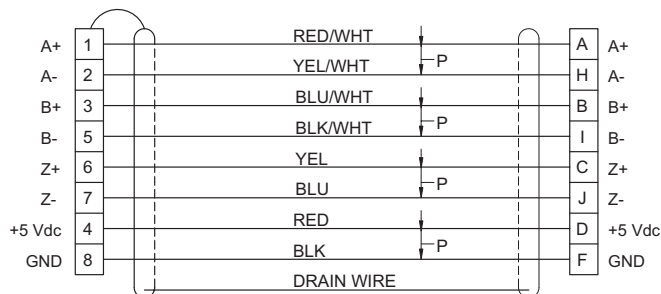 A+ 1 RED/WHT A A+
P
A- 2 YEL/WHT H A-
B+ 3 BLU/WHT B B+
P
B- 5 BLK/WHT I B-
Z+ 6 YEL C Z+
P
Z- 7 BLU J Z-
+5 Vdc 4 RED D +5 Vdc
P
GND 8 BLK F GND
DRAIN WIRE